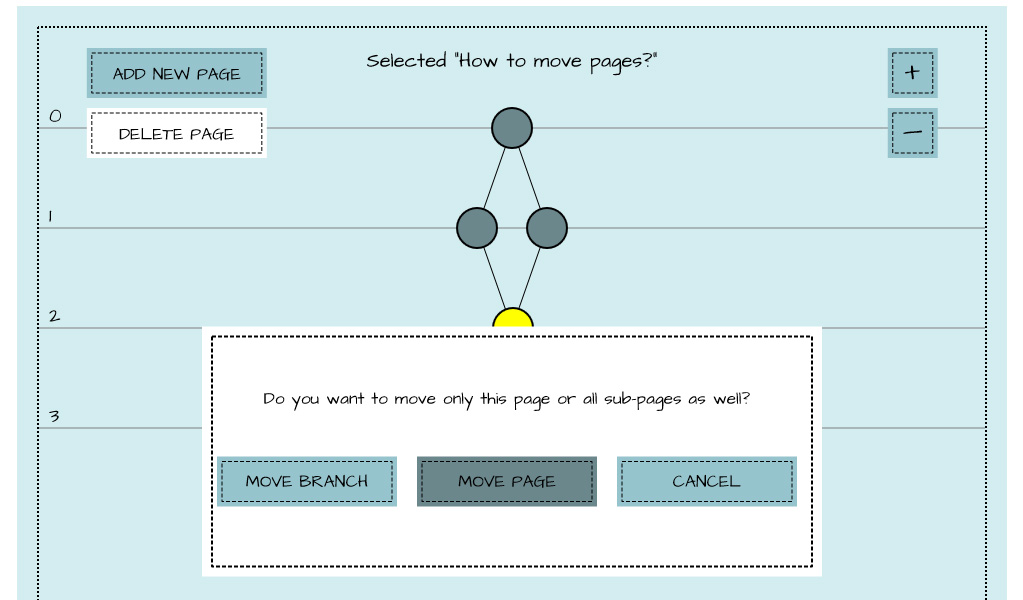 ADD NEW PAGE
Selected "How to move pages?"
+
0
DELETE PAGE
—
1
2
3
Do you want to move only this page or all sub-pages as well?
MOVE BRANCH
MOVE PAGE
CANCEL